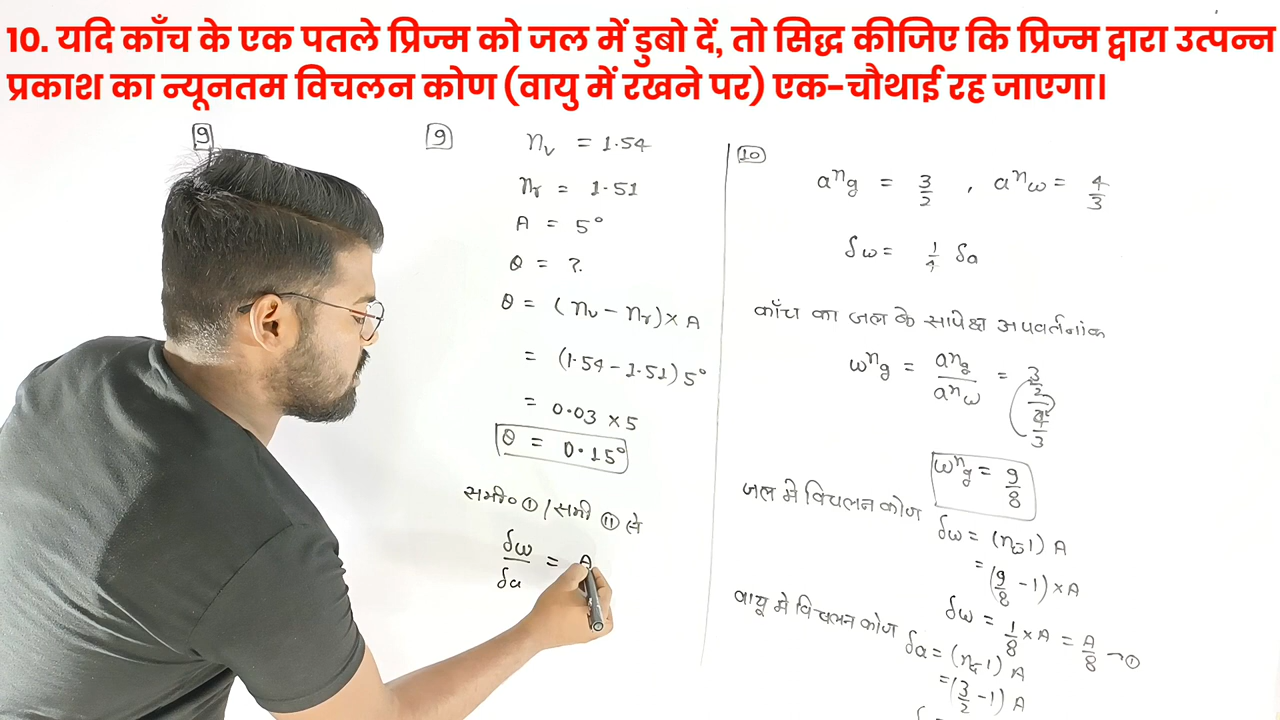 10. यदि काँच के एक पतले प्रिज्म को जल में डुबो दें, तो सिद्ध कीजिए कि प्रिज्म द्वारा उत्पन्न
प्रकाश का न्यूनतम विचलन कोण (वायु में रखने पर) एक-चौथाई रह जाएगा।
9
9
nv = 1.54
nr = 1.51
A = 5°
θ = ?
θ = (nv - nr) × A
= (1.54 - 1.51) 5°
= 0.03 × 5
θ = 0.15°
समी० ① / समी ⑪ से
δw/δa = A
10
ang = 3/2 , anw = 4/3
δw = 1/4 δa
काँच का जल के सापेक्ष अपवर्तनांक
wng = ang/anw = 3/2 / 4/3
wng = 9/8
जल मे विचलन कोण
δw = (n-1) A
= (9/8 - 1) × A
δw = 1/8 × A = A/8 → ①
वायु मे विचलन कोण
δa = (n-1) A
= (3/2 - 1) A